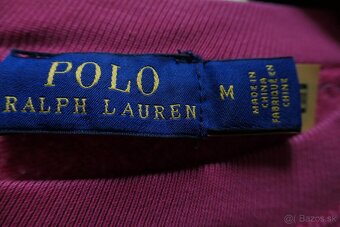 POLO
RALPH LAUREN
M
MADE IN
CHINA
FABRIQUÉ EN
CHINE
bazos.sk